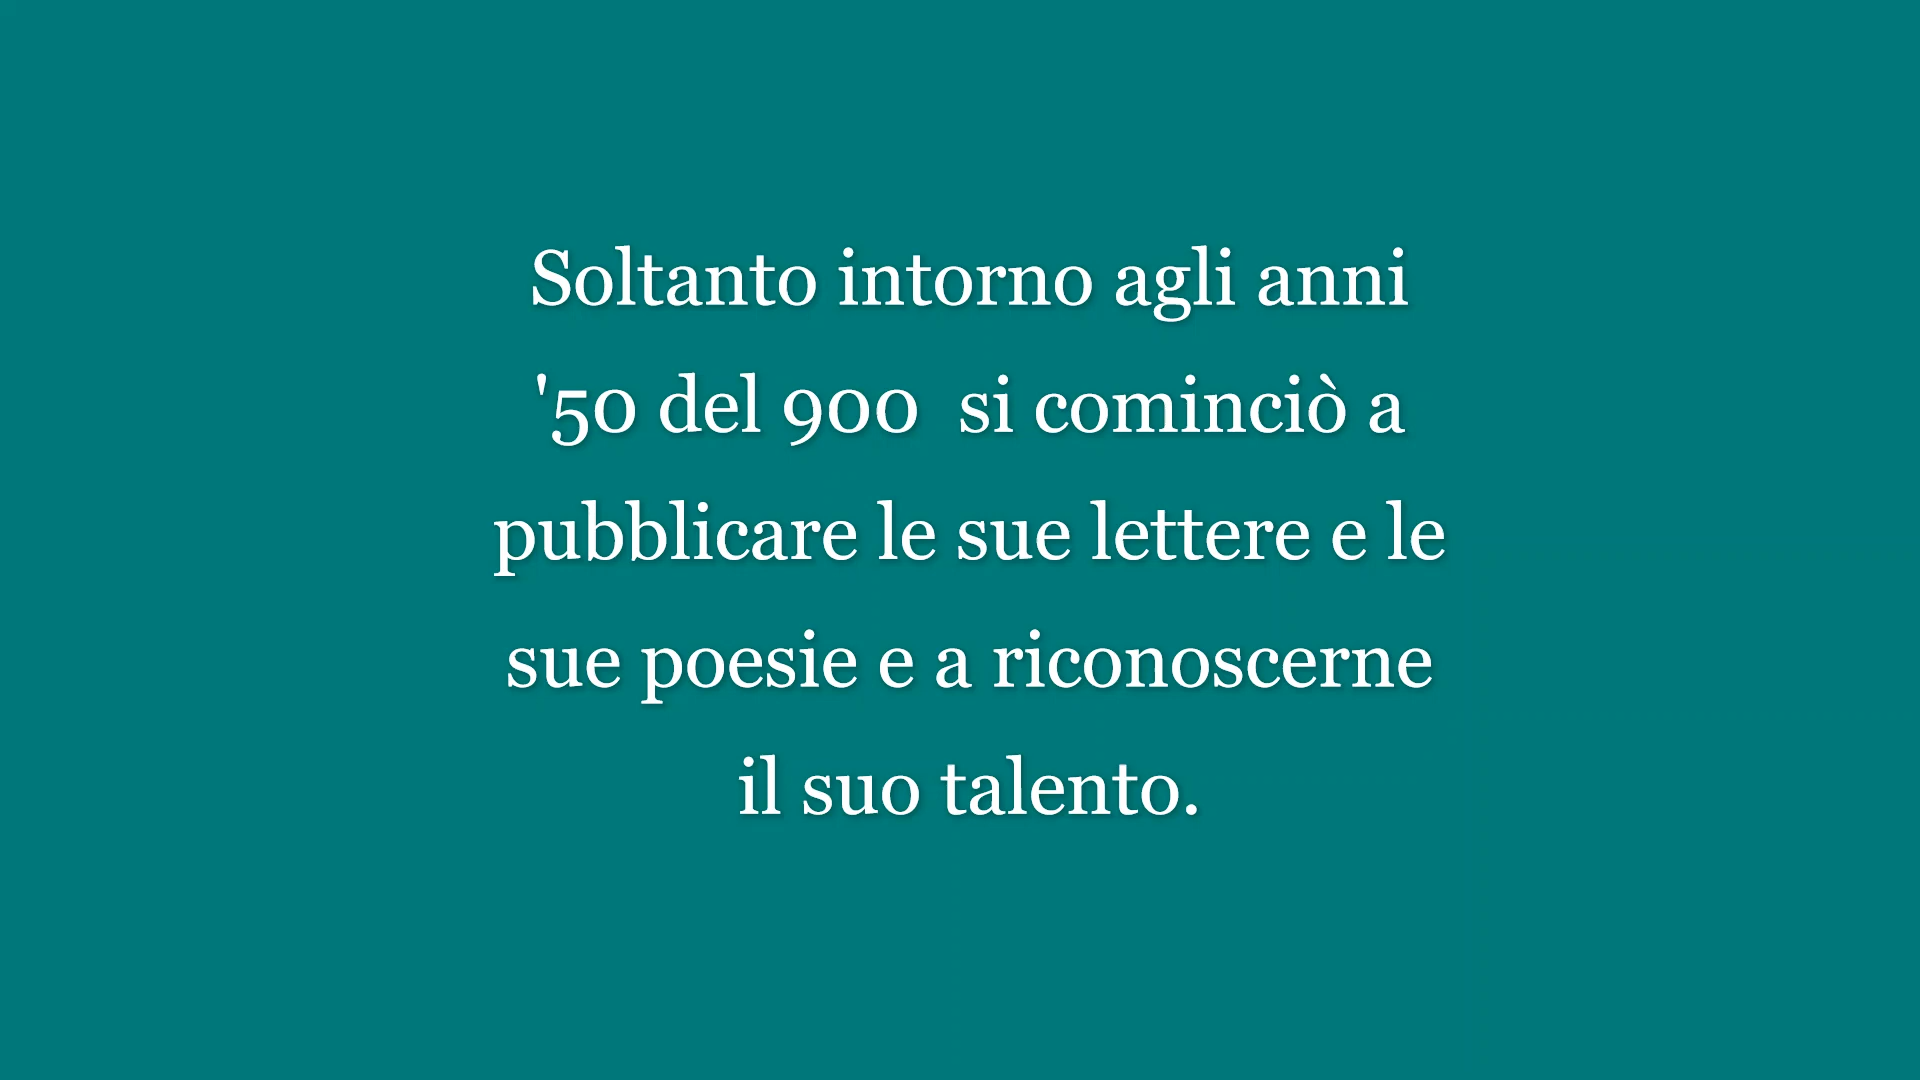 Soltanto intorno agli anni
'50 del 900  si cominciò a
pubblicare le sue lettere e le
sue poesie e a riconoscerne
il suo talento.